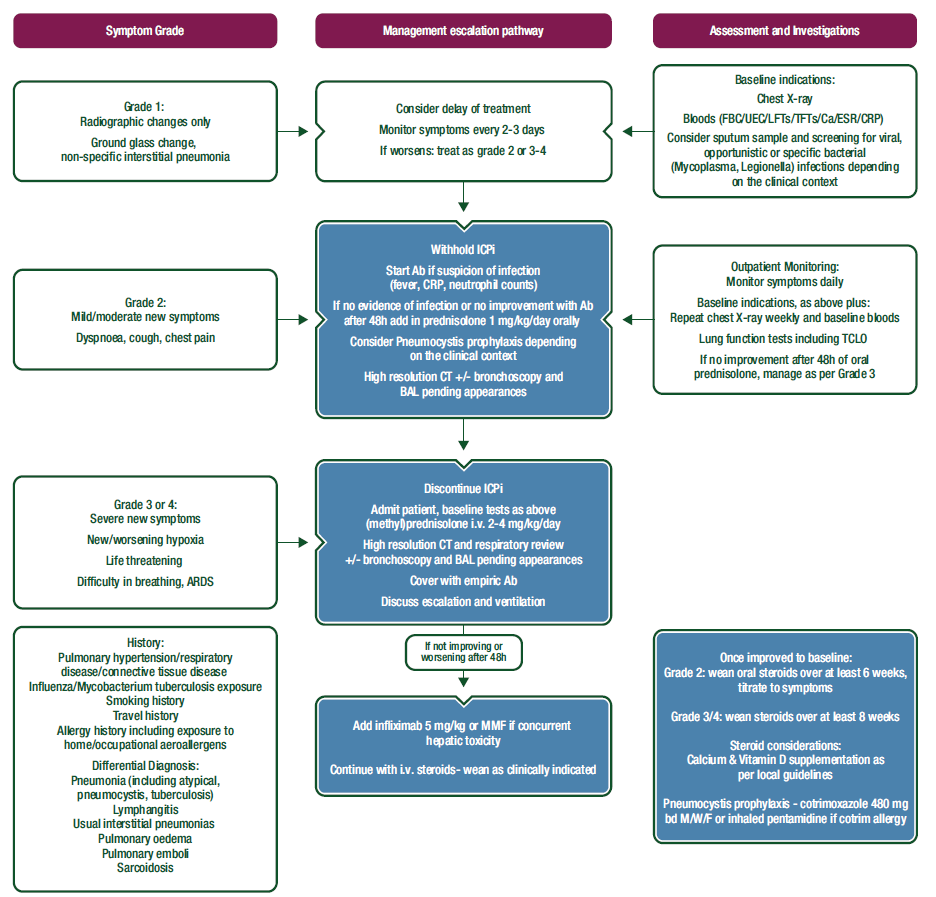 Symptom Grade
Management escalation pathway
Assessment and Investigations
Grade 1:
Radiographic changes only
Ground glass change,
non-specific interstitial pneumonia
Consider delay of treatment
Monitor symptoms every 2-3 days
If worsens: treat as grade 2 or 3-4
Baseline indications:
Chest X-ray
Bloods (FBC/UEC/LFTs/TFTs/Ca/ESR/CRP)
Consider sputum sample and screening for viral,
opportunistic or specific bacterial
(Mycoplasma, Legionella) infections depending
on the clinical context
Grade 2:
Mild/moderate new symptoms
Dyspnoea, cough, chest pain
Withhold ICPi
Start Ab if suspicion of infection
(fever, CRP, neutrophil counts)
If no evidence of infection or no improvement with Ab
after 48h add in prednisolone 1 mg/kg/day orally
Consider Pneumocystis prophylaxis depending
on the clinical context
High resolution CT +/- bronchoscopy and
BAL pending appearances
Outpatient Monitoring:
Monitor symptoms daily
Baseline indications, as above plus:
Repeat chest X-ray weekly and baseline bloods
Lung function tests including TCLO
If no improvement after 48h of oral
prednisolone, manage as per Grade 3
Grade 3 or 4:
Severe new symptoms
New/worsening hypoxia
Life threatening
Difficulty in breathing, ARDS
Discontinue ICPi
Admit patient, baseline tests as above
(methyl)prednisolone i.v. 2-4 mg/kg/day
High resolution CT and respiratory review
+/- bronchoscopy and BAL pending appearances
Cover with empiric Ab
Discuss escalation and ventilation
If not improving or
worsening after 48h
Add infliximab 5 mg/kg or MMF if concurrent
hepatic toxicity
Continue with i.v. steroids- wean as clinically indicated
History:
Pulmonary hypertension/respiratory
disease/connective tissue disease
Influenza/Mycobacterium tuberculosis exposure
Smoking history
Travel history
Allergy history including exposure to
home/occupational aeroallergens
Differential Diagnosis:
Pneumonia (including atypical,
pneumocystis, tuberculosis)
Lymphangitis
Usual interstitial pneumonias
Pulmonary oedema
Pulmonary emboli
Sarcoidosis
Once improved to baseline:
Grade 2: wean oral steroids over at least 6 weeks,
titrate to symptoms
Grade 3/4: wean steroids over at least 8 weeks
Steroid considerations:
Calcium & Vitamin D supplementation as
per local guidelines
Pneumocystis prophylaxis - cotrimoxazole 480 mg
bd M/W/F or inhaled pentamidine if cotrim allergy